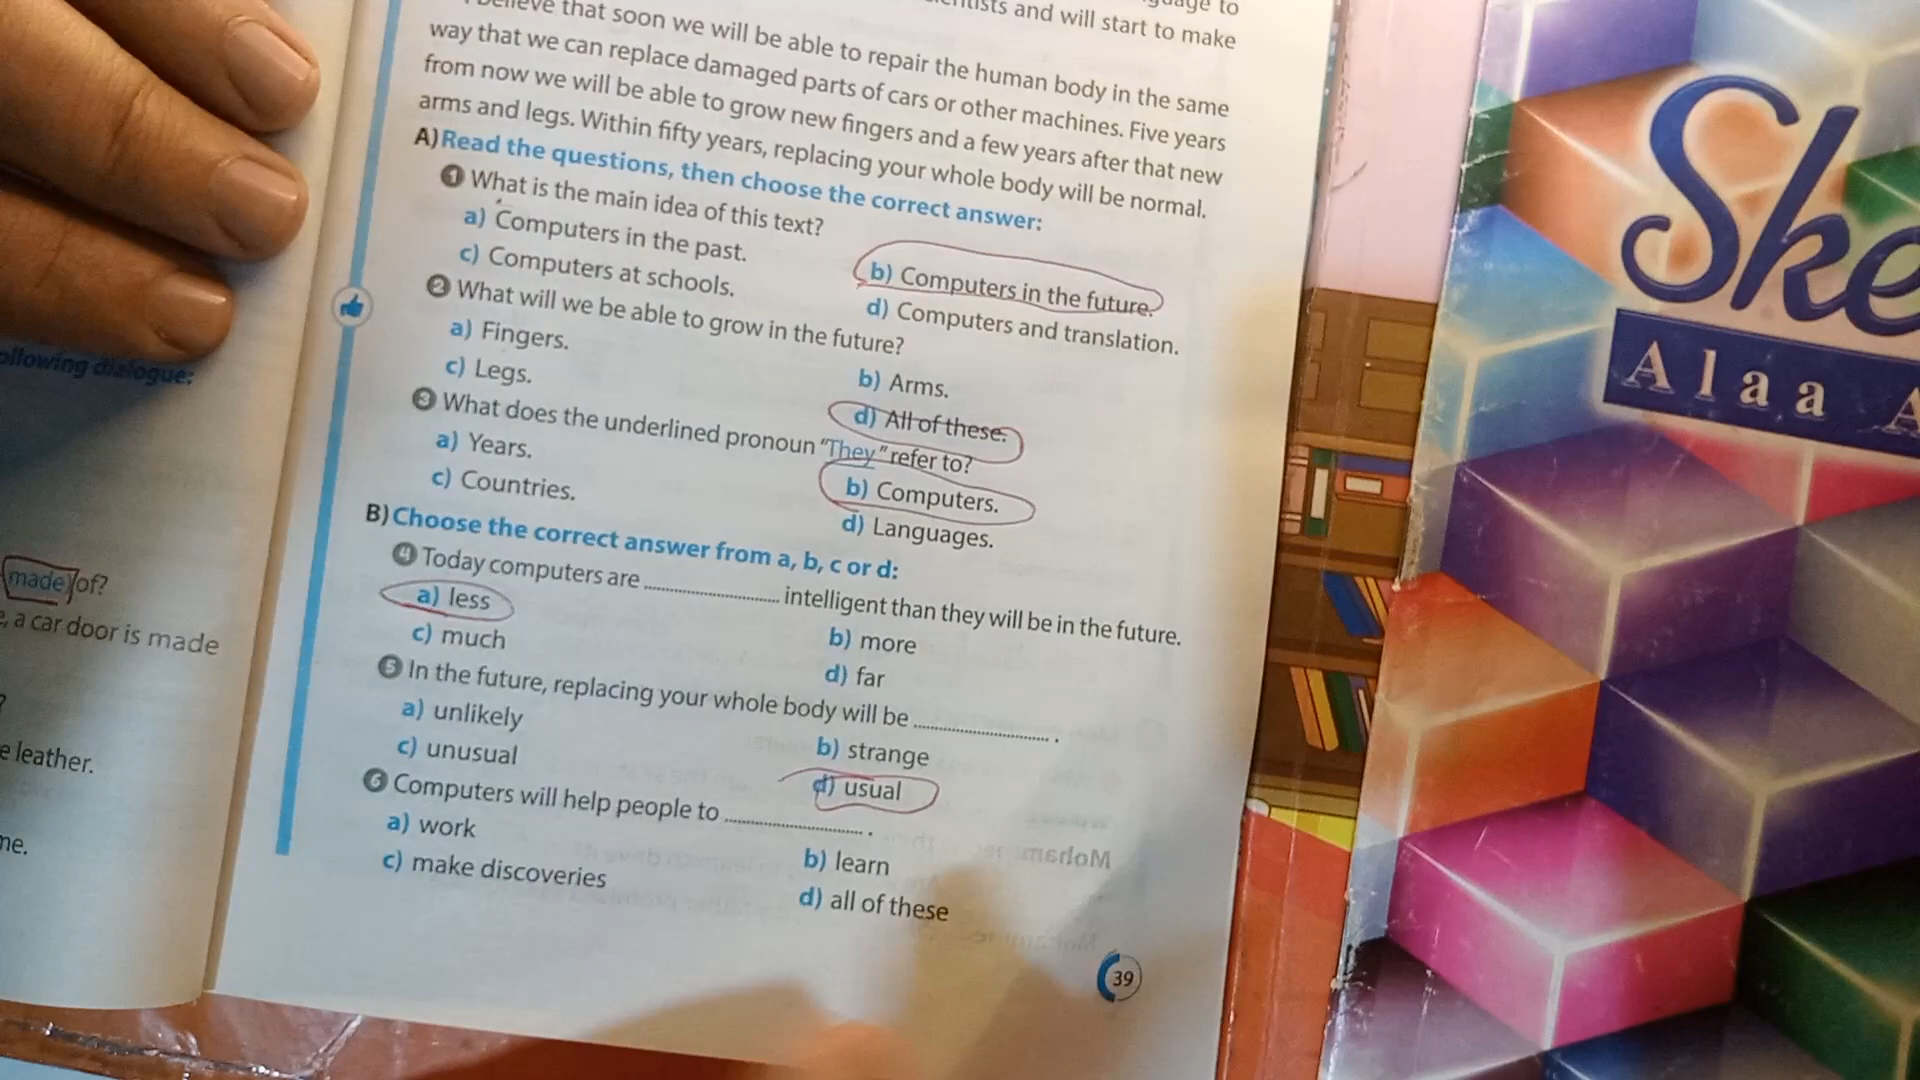 to
and will start to make
that soon we will be able to repair the human body in the same
way that we can replace damaged parts of cars or other machines. Five years
from now we will be able to grow new fingers and a few years after that new
arms and legs. Within fifty years, replacing your whole body will be normal.
A) Read the questions, then choose the correct answer:
1 What is the main idea of this text?
a) Computers in the past.
b) Computers in the future.
c) Computers at schools.
d) Computers and translation.
2 What will we be able to grow in the future?
a) Fingers.
b) Arms.
c) Legs.
d) All of these.
3 What does the underlined pronoun "They" refer to?
a) Years.
b) Computers.
c) Countries.
d) Languages.
B) Choose the correct answer from a, b, c or d:
4 Today computers are .......... intelligent than they will be in the future.
a) less
b) more
c) much
d) far
5 In the future, replacing your whole body will be .......... .
a) unlikely
b) strange
c) unusual
d) usual
6 Computers will help people to .......... .
a) work
b) learn
c) make discoveries
d) all of these
39
dialogue:
made of?
a car door is made
leather.
Ske
Alaa A